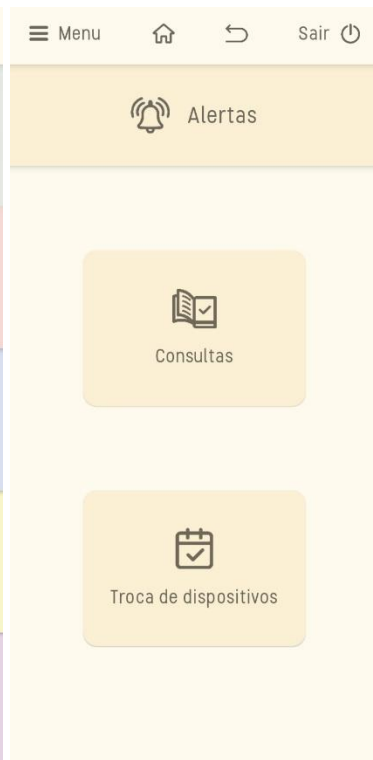 Menu
Sair
Alertas
Consultas
Troca de dispositivos